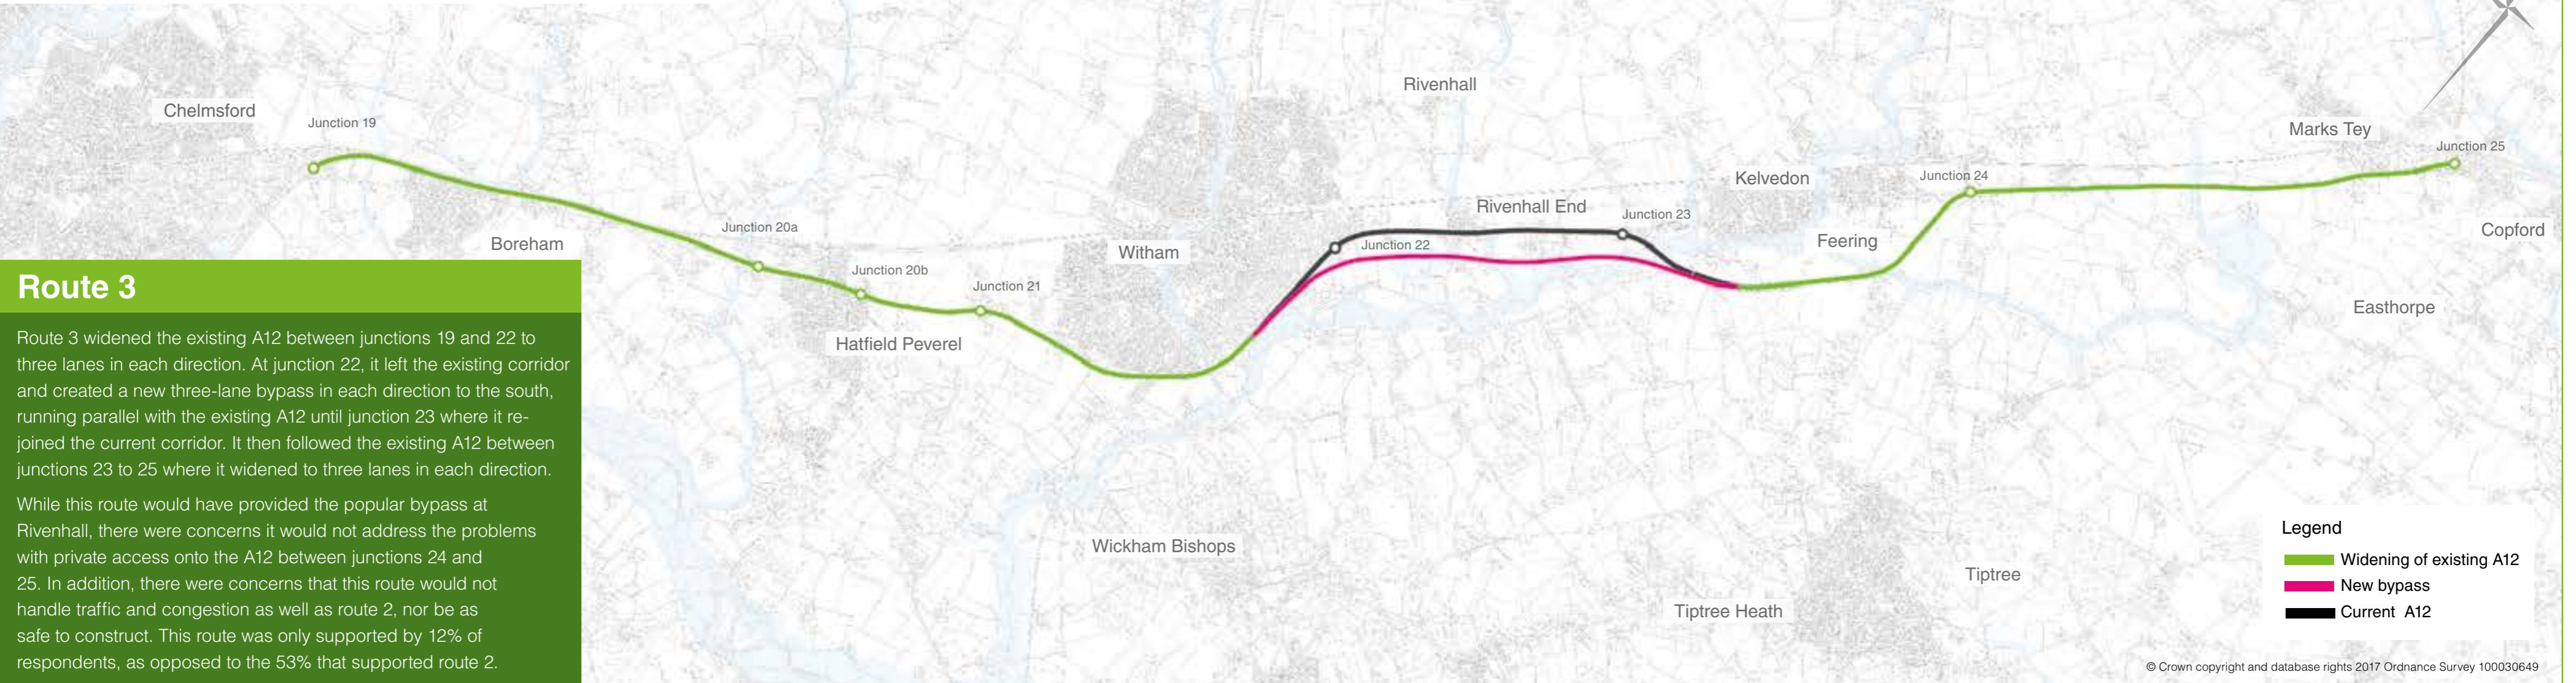 Rivenhall
Chelmsford
Junction 19
Marks Tey
Junction 25
Kelvedon
Junction 24
Rivenhall End
Junction 23
Junction 20a
Boreham
Witham
Junction 22
Feering
Copford
Junction 20b
Junction 21
Hatfield Peverel
Easthorpe
Wickham Bishops
Tiptree
Tiptree Heath
Route 3
Route 3 widened the existing A12 between junctions 19 and 22 to
three lanes in each direction. At junction 22, it left the existing corridor
and created a new three-lane bypass in each direction to the south,
running parallel with the existing A12 until junction 23 where it re-
joined the current corridor. It then followed the existing A12 between
junctions 23 to 25 where it widened to three lanes in each direction.
While this route would have provided the popular bypass at
Rivenhall, there were concerns it would not address the problems
with private access onto the A12 between junctions 24 and
25. In addition, there were concerns that this route would not
handle traffic and congestion as well as route 2, nor be as
safe to construct. This route was only supported by 12% of
respondents, as opposed to the 53% that supported route 2.
Legend
Widening of existing A12
New bypass
Current A12
© Crown copyright and database rights 2017 Ordnance Survey 100030649